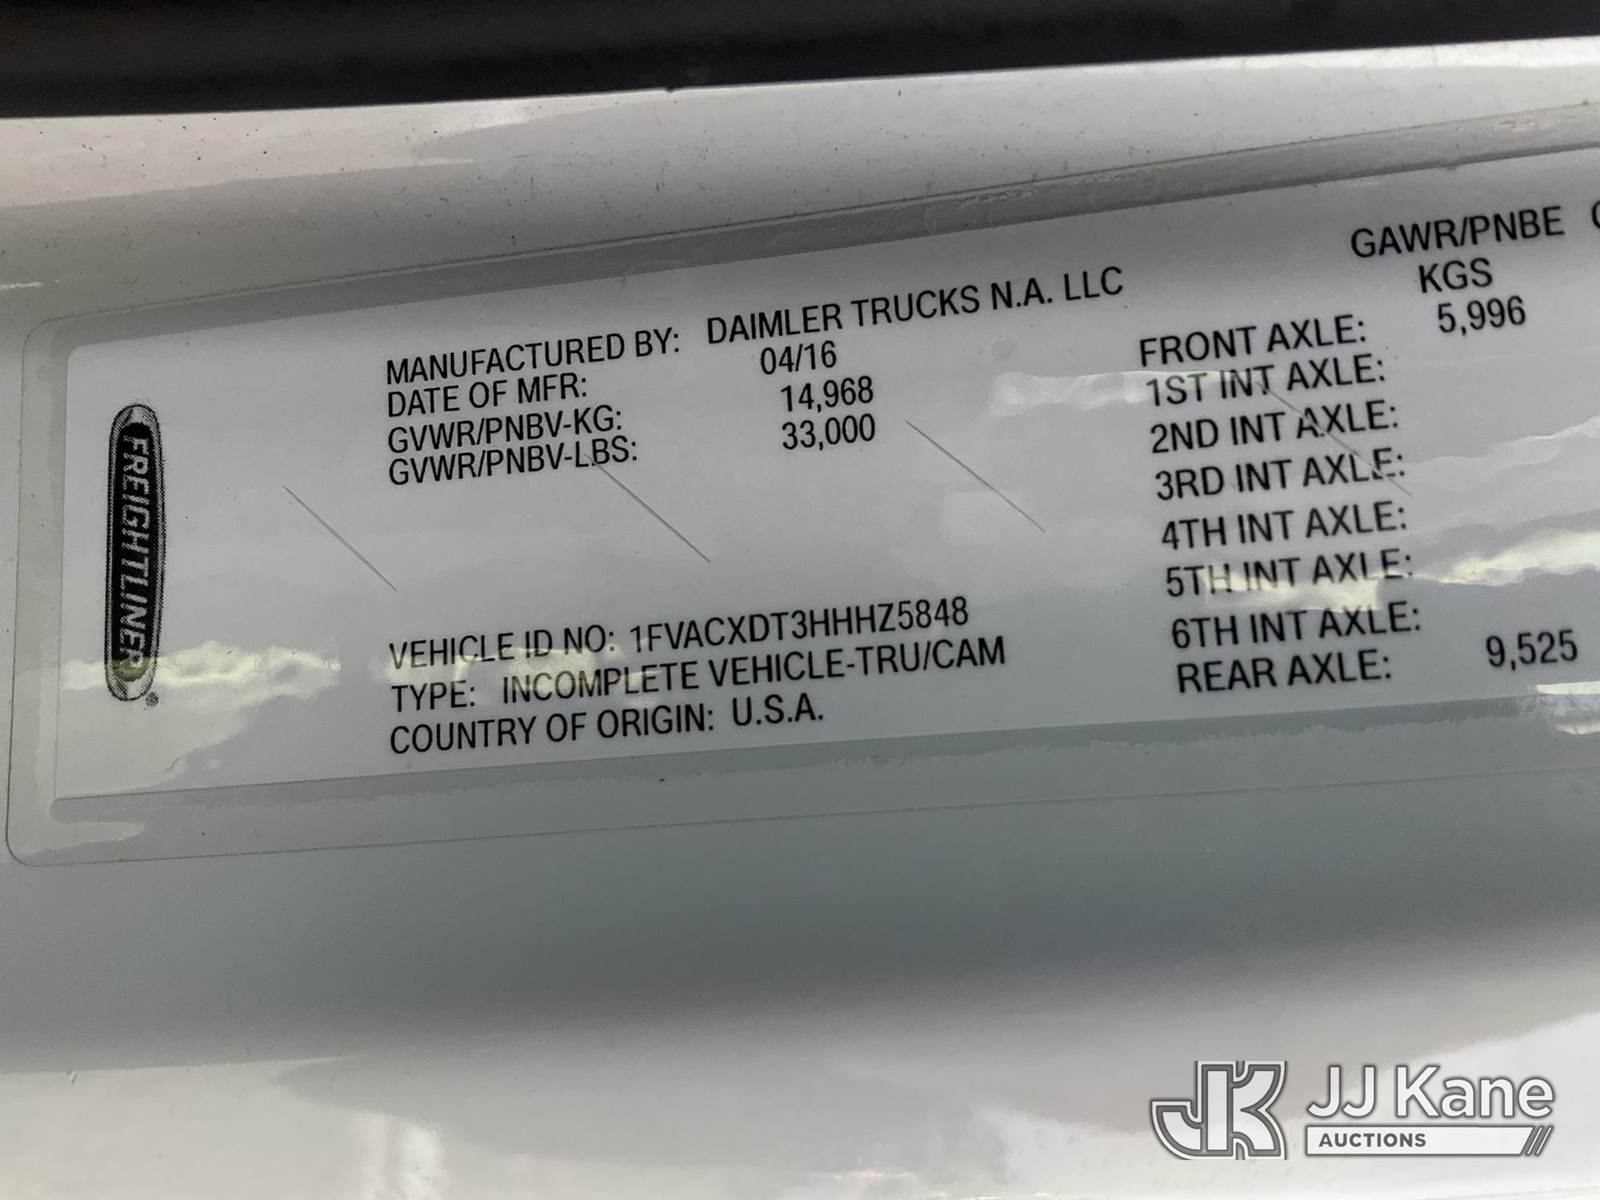 FREIGHTLINER
MANUFACTURED BY: DAIMLER TRUCKS N.A. LLC
DATE OF MFR: 04/16
GVWR/PNBV-KG: 14,968
GVWR/PNBV-LBS: 33,000
VEHICLE ID NO: 1FVACXDT3HHHZ5848
TYPE: INCOMPLETE VEHICLE-TRU/CAM
COUNTRY OF ORIGIN: U.S.A.
GAWR/PNBE
KGS
FRONT AXLE: 5,996
1ST INT AXLE:
2ND INT AXLE:
3RD INT AXLE:
4TH INT AXLE:
5TH INT AXLE:
6TH INT AXLE:
REAR AXLE: 9,525
JK JJ Kane
AUCTIONS